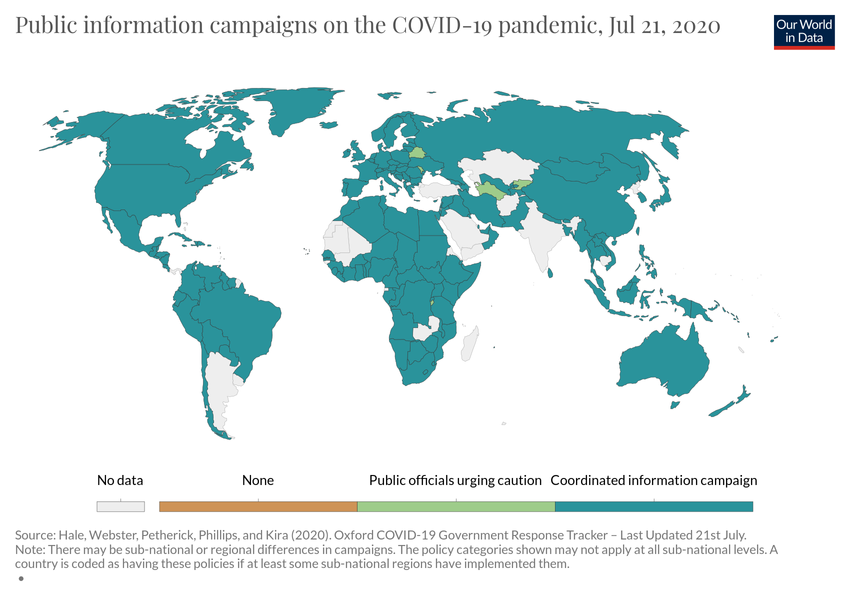 Public information campaigns on the COVID-19 pandemic, Jul 21, 2020
Our World
in Data
No data
None
Public officials urging caution
Coordinated information campaign
Source: Hale, Webster, Petherick, Phillips, and Kira (2020). Oxford COVID-19 Government Response Tracker – Last Updated 21st July.
Note: There may be sub-national or regional differences in campaigns. The policy categories shown may not apply at all sub-national levels. A
country is coded as having these policies if at least some sub-national regions have implemented them.